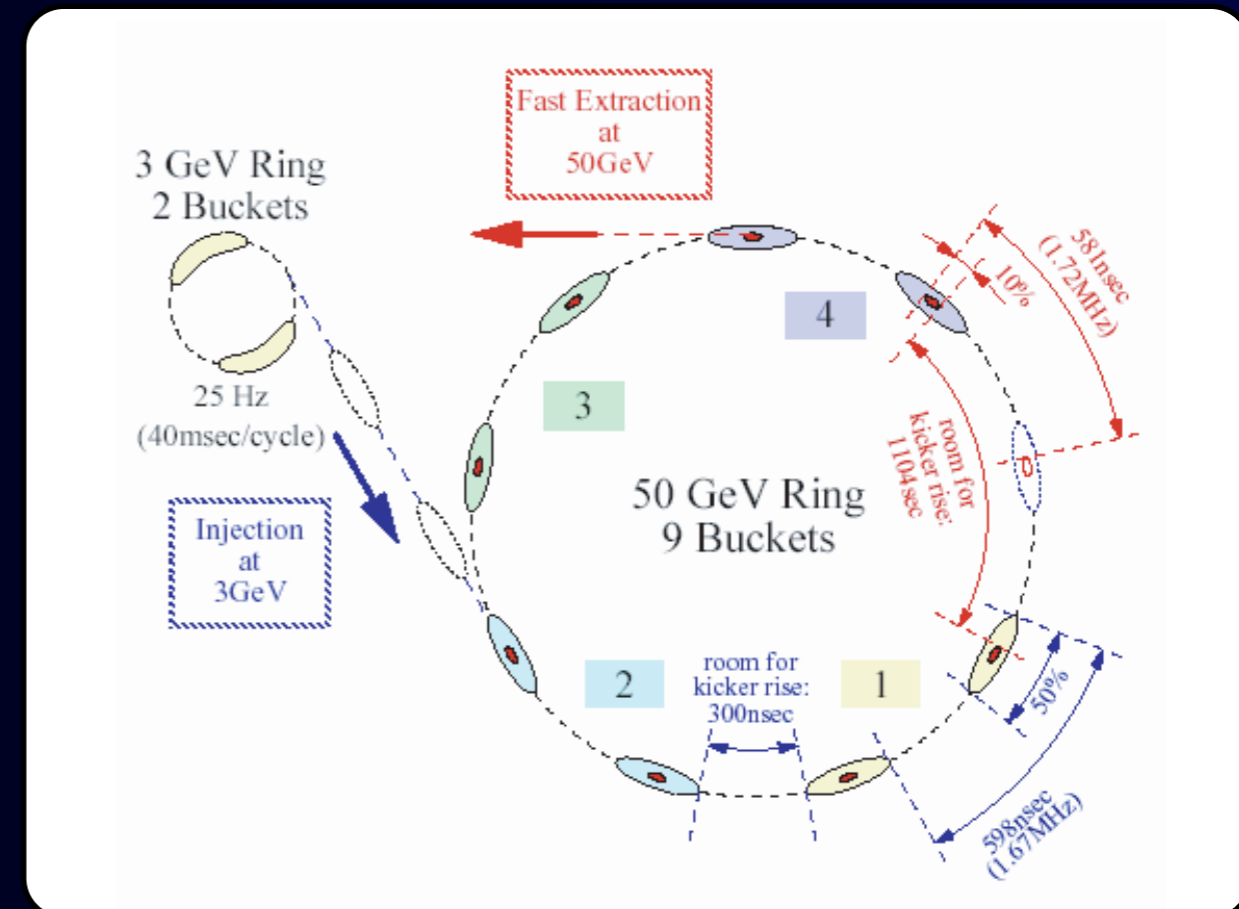 Fast Extraction
at
50GeV
3 GeV Ring
2 Buckets
25 Hz
(40msec/cycle)
Injection
at
3GeV
581nsec
(1.72MHz)
10%
4
3
room for
kicker rise:
1104sec
50 GeV Ring
9 Buckets
2
room for
kicker rise:
300nsec
1
50%
598nsec
(1.67MHz)